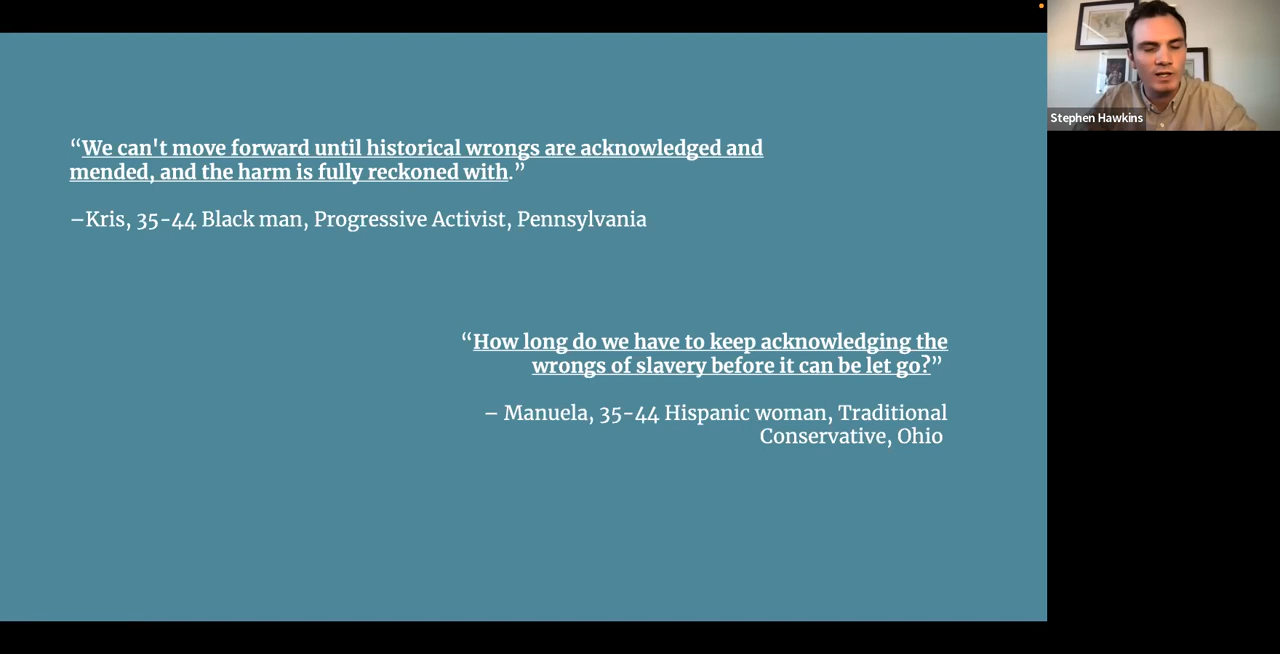 “We can't move forward until historical wrongs are acknowledged and
mended, and the harm is fully reckoned with.”
–Kris, 35-44 Black man, Progressive Activist, Pennsylvania
“How long do we have to keep acknowledging the
wrongs of slavery before it can be let go?”
– Manuela, 35-44 Hispanic woman, Traditional
Conservative, Ohio
Stephen Hawkins